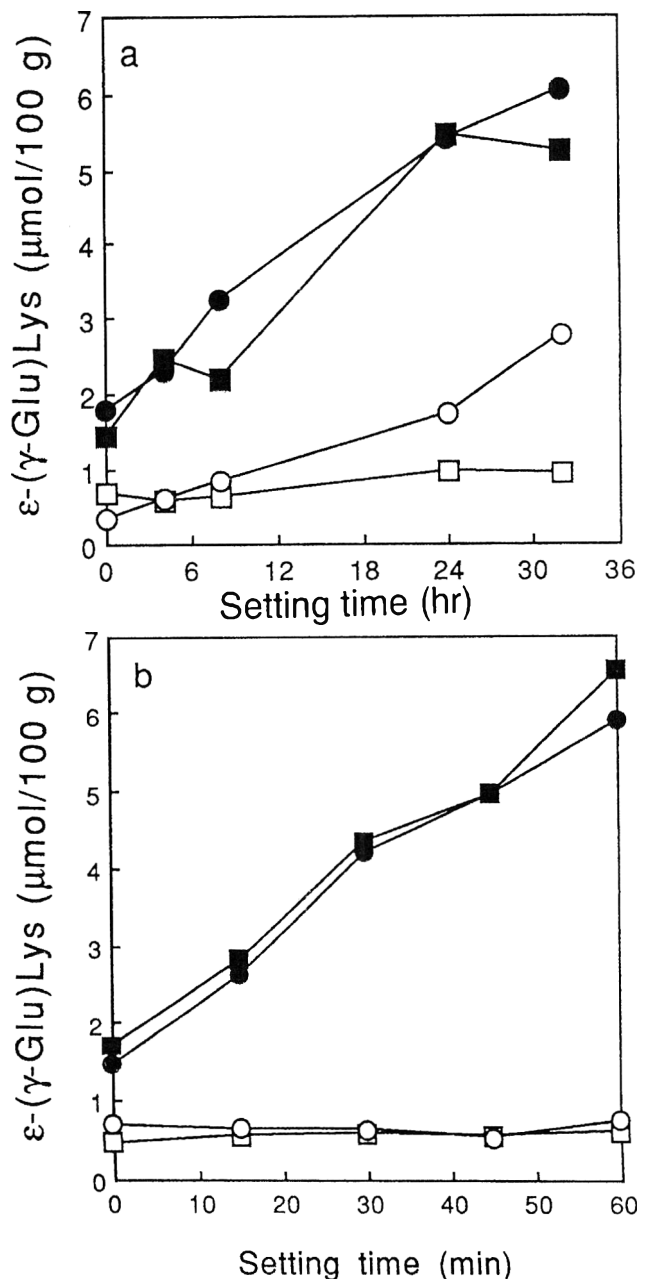 a
ε-(γ-Glu)Lys (μmol/100 g)
7
6
5
4
3
2
1
0
0 6 12 18 24 30 36
Setting time (hr)
b
ε-(γ-Glu)Lys (μmol/100 g)
7
6
5
4
3
2
1
0
0 10 20 30 40 50 60
Setting time (min)